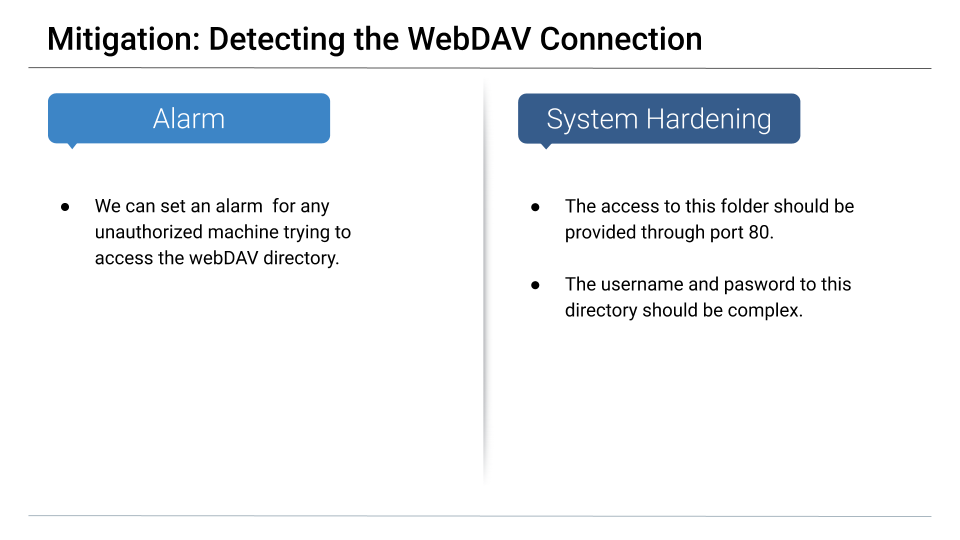 Mitigation: Detecting the WebDAV Connection
Alarm
● We can set an alarm  for any
unauthorized machine trying to
access the webDAV directory.
System Hardening
● The access to this folder should be
provided through port 80.
● The username and pasword to this
directory should be complex.